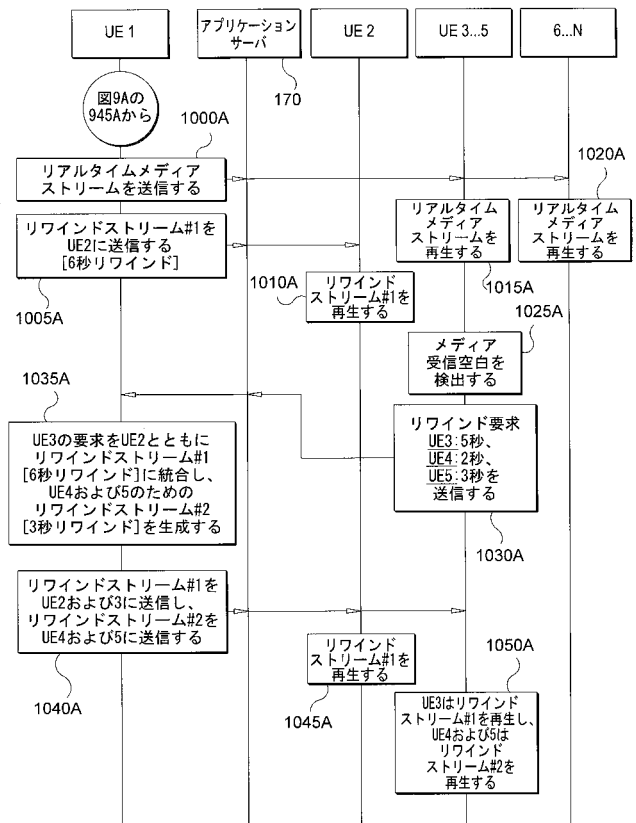 UE 1
アプリケーション
サーバ
UE 2
UE 3...5
6...N
170
図9Aの
945Aから
1000A
リアルタイムメディア
ストリームを送信する
1020A
リワインドストリーム#1を
UE2に送信する
[6秒リワインド]
1005A
リアルタイム
メディア
ストリームを
再生する
1015A
リアルタイム
メディア
ストリームを
再生する
1010A
リワインド
ストリーム#1を
再生する
1025A
メディア
受信空白を
検出する
1035A
UE3の要求をUE2とともに
リワインドストリーム#1
[6秒リワインド]に統合し、
UE4および5のための
リワインドストリーム#2
[3秒リワインド]を生成する
リワインド要求
UE3:5秒、
UE4:2秒、
UE5:3秒を
送信する
1030A
リワインドストリーム#1を
UE2および3に送信し、
リワインドストリーム#2を
UE4および5に送信する
1040A
リワインド
ストリーム#1を
再生する
1045A
1050A
UE3はリワインド
ストリーム#1を再生し、
UE4および5は
リワインド
ストリーム#2を
再生する